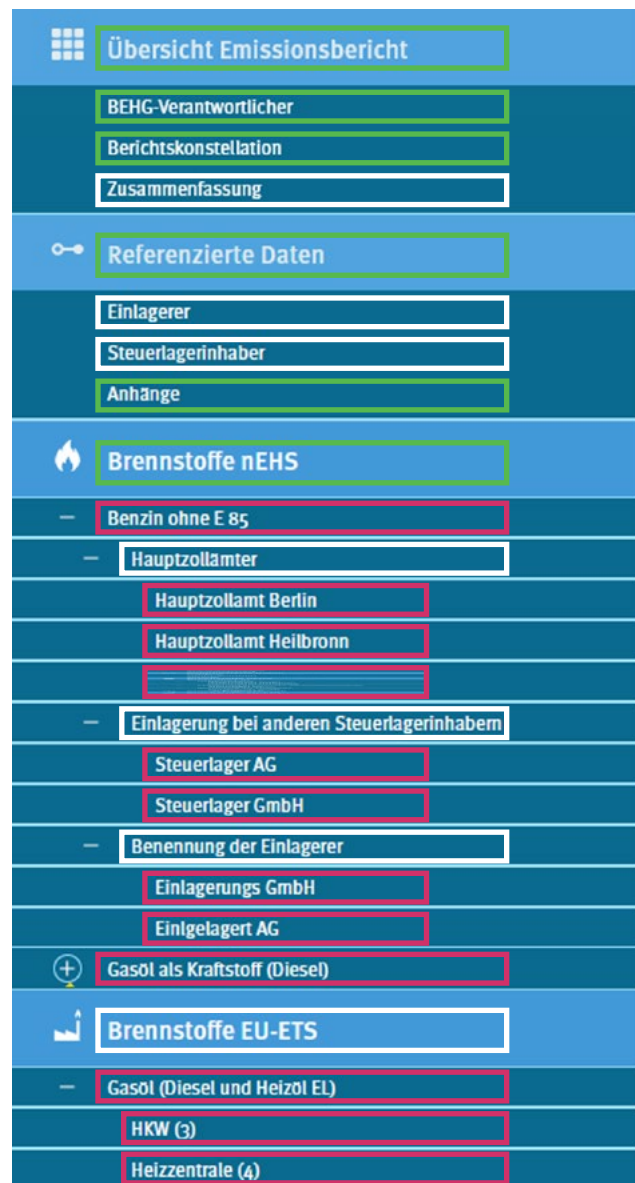 Übersicht Emissionsbericht
BEHG-Verantwortlicher
Berichtskonstellation
Zusammenfassung
Referenzierte Daten
Einlagerer
Steuerlagerinhaber
Anhänge
Brennstoffe nEHS
Benzin ohne E 85
Hauptzollämter
Hauptzollamt Berlin
Hauptzollamt Heilbronn
Einlagerung bei anderen Steuerlagerinhabern
Steuerlager AG
Steuerlager GmbH
Benennung der Einlagerer
Einlagerungs GmbH
Einlgelagert AG
Gasöl als Kraftstoff (Diesel)
Brennstoffe EU-ETS
Gasöl (Diesel und Heizöl EL)
HKW (3)
Heizzentrale (4)